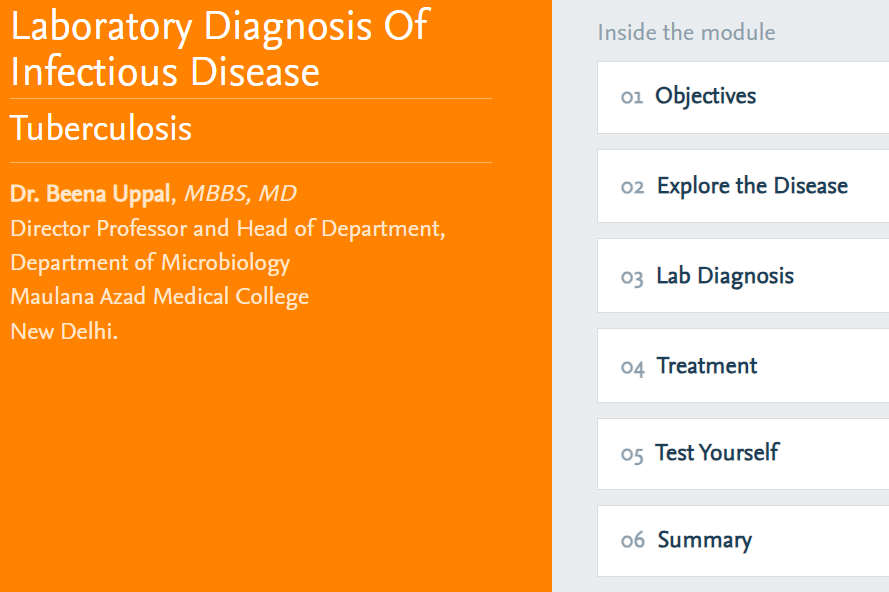 Laboratory Diagnosis Of
Infectious Disease
Tuberculosis
Dr. Beena Uppal, MBBS, MD
Director Professor and Head of Department,
Department of Microbiology
Maulana Azad Medical College
New Delhi.
Inside the module
01 Objectives
02 Explore the Disease
03 Lab Diagnosis
04 Treatment
05 Test Yourself
06 Summary